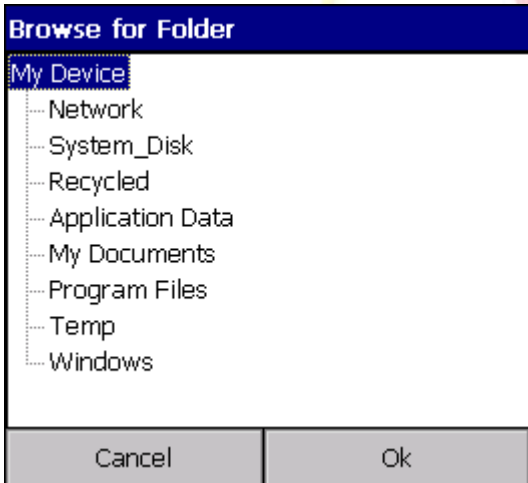 Browse for Folder
My Device
Network
System_Disk
Recycled
Application Data
My Documents
Program Files
Temp
Windows
Cancel Ok